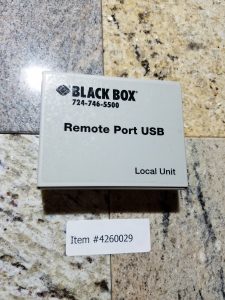 BLACK BOX®
724-746-5500
Remote Port USB
Local Unit
Item #4260029